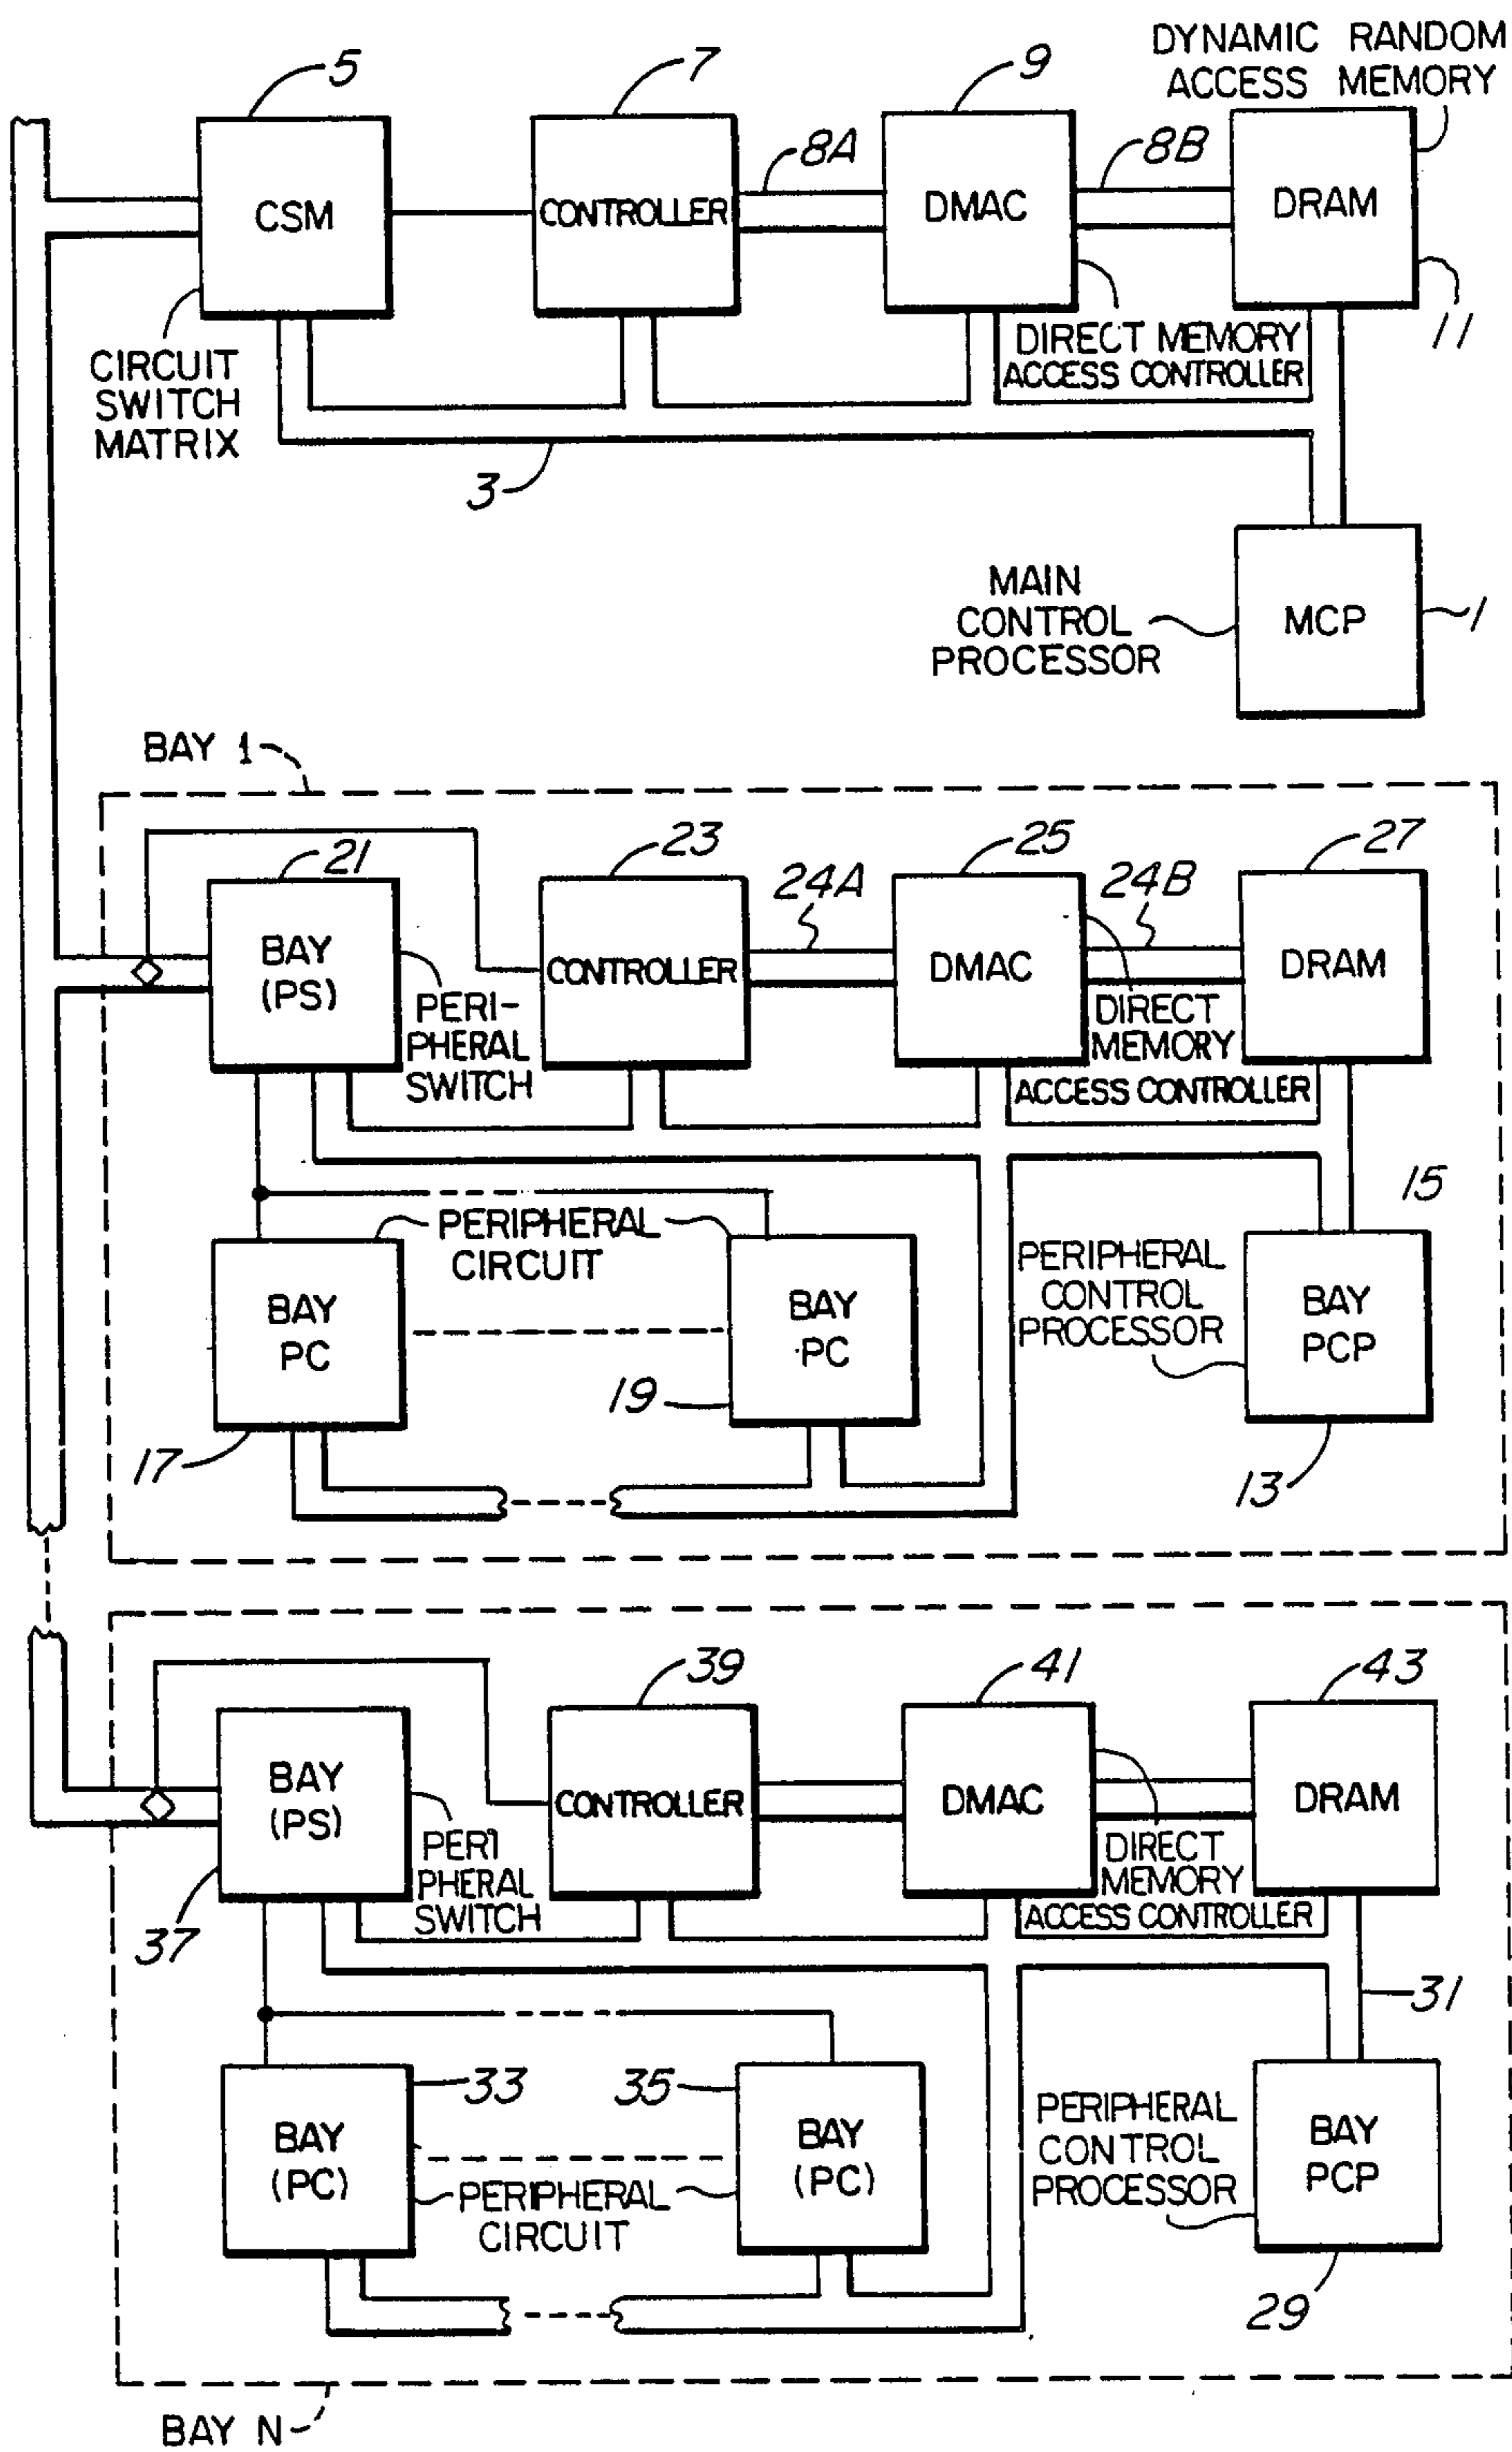 DYNAMIC RANDOM
ACCESS MEMORY
5
7
9
8A
8B
CSM
CONTROLLER
DMAC
DRAM
11
CIRCUIT
SWITCH
MATRIX
DIRECT MEMORY
ACCESS CONTROLLER
3
MAIN
CONTROL
PROCESSOR
MCP
1
BAY 1
21
23
25
27
24A
24B
BAY
(PS)
CONTROLLER
DMAC
DRAM
PERI-
PHERAL
SWITCH
DIRECT
MEMORY
ACCESS CONTROLLER
15
PERIPHERAL
CIRCUIT
PERIPHERAL
CONTROL
PROCESSOR
BAY
PC
BAY
PC
BAY
PCP
19
17
13
39
41
43
BAY
(PS)
CONTROLLER
DMAC
DRAM
PERI
PHERAL
SWITCH
DIRECT
MEMORY
ACCESS CONTROLLER
37
31
33
35
BAY
(PC)
BAY
(PC)
PERIPHERAL
CIRCUIT
PERIPHERAL
CONTROL
PROCESSOR
BAY
PCP
29
BAY N